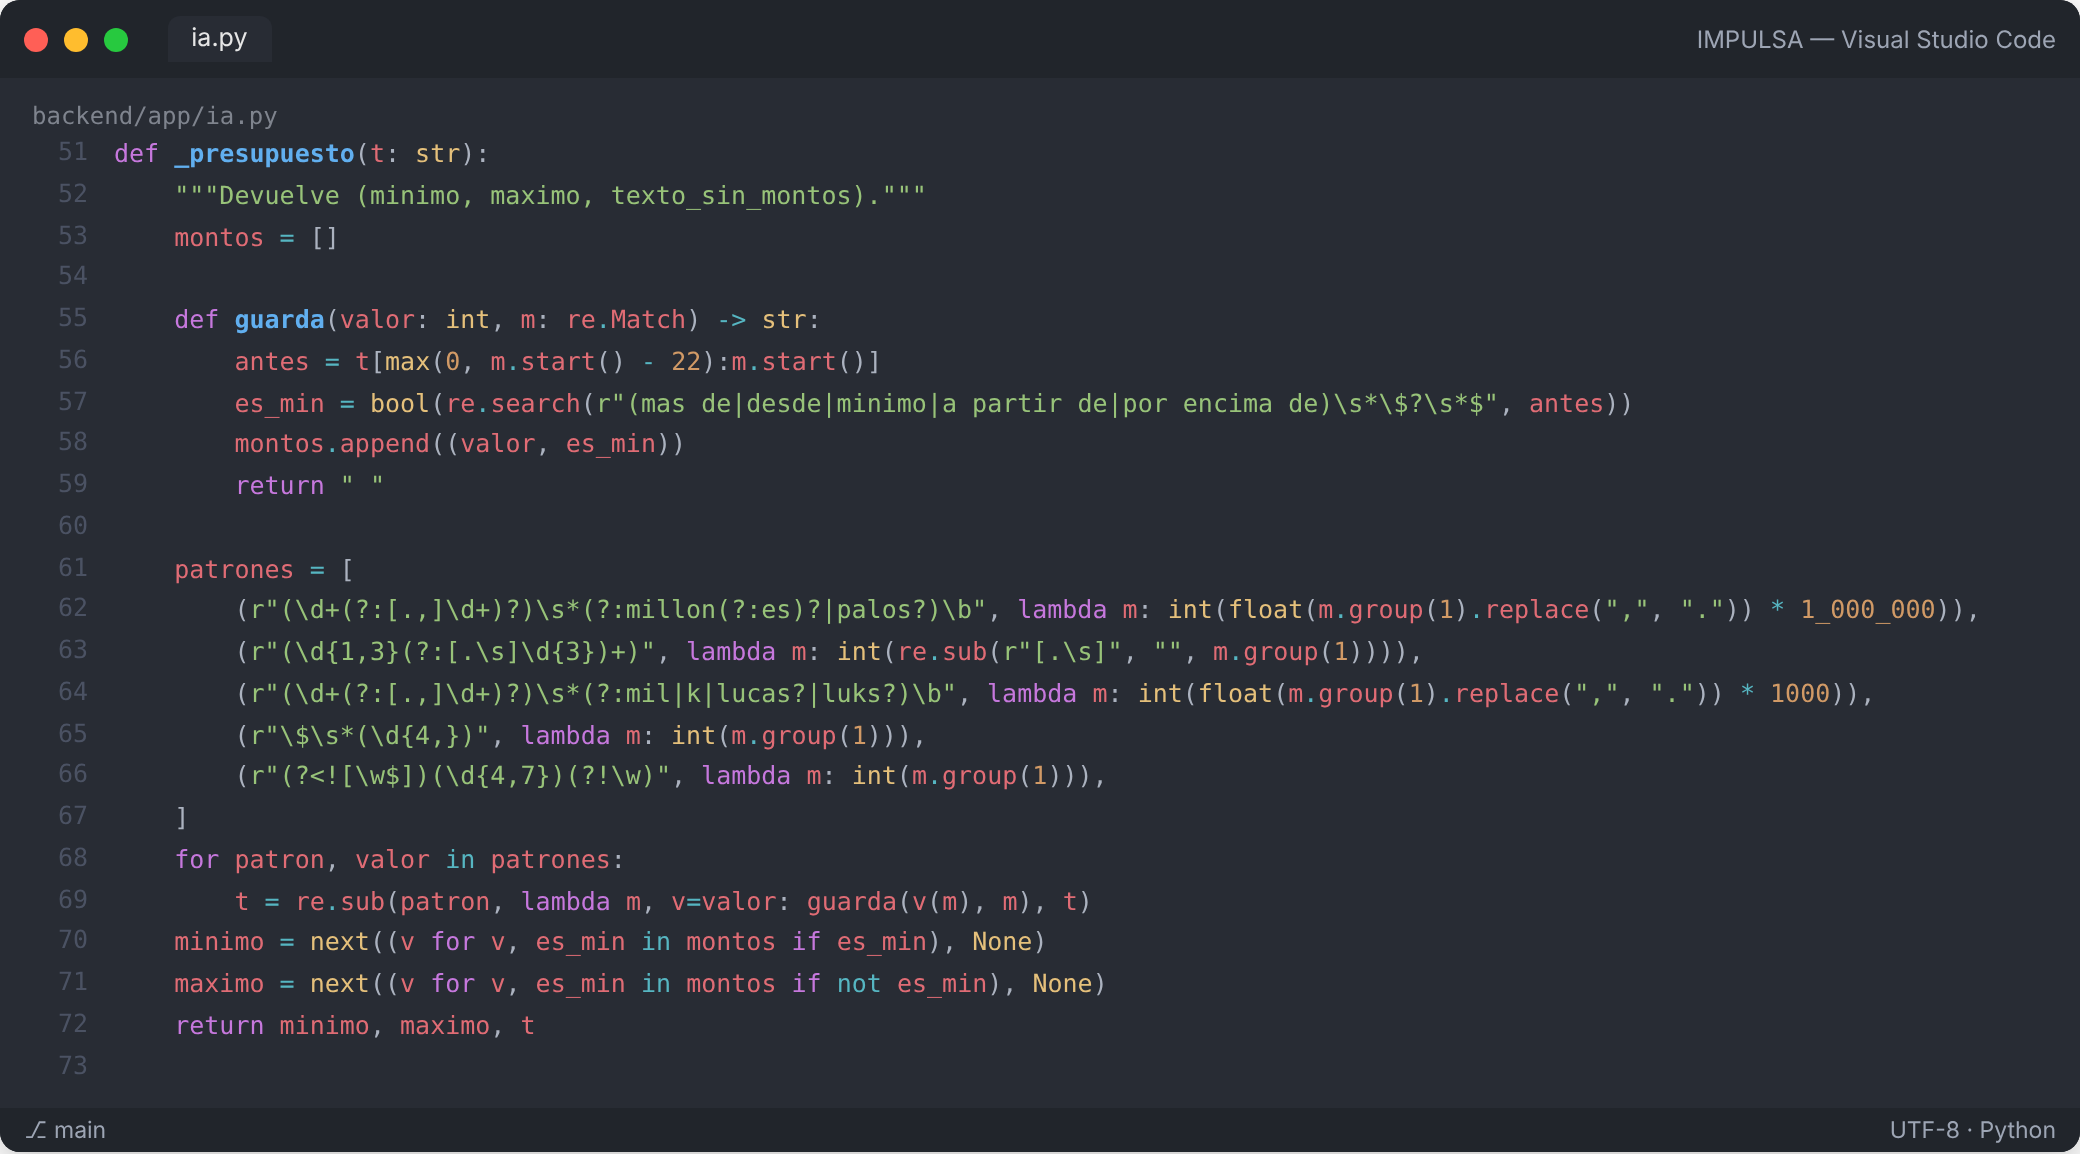 ia.py
IMPULSA — Visual Studio Code
backend/app/ia.py
51 def _presupuesto(t: str):
52     """Devuelve (minimo, maximo, texto_sin_montos)."""
53     montos = []
54
55     def guarda(valor: int, m: re.Match) -> str:
56         antes = t[max(0, m.start() - 22):m.start()]
57         es_min = bool(re.search(r"(mas de|desde|minimo|a partir de|por encima de)\s*\$?\s*$", antes))
58         montos.append((valor, es_min))
59         return " "
60
61     patrones = [
62         (r"(\d+(?:[.,]\d+)?)\s*(?:millon(?:es)?|palos?)\b", lambda m: int(float(m.group(1).replace(",", ".")) * 1_000_000)),
63         (r"(\d{1,3}(?:[.\s]\d{3})+)", lambda m: int(re.sub(r"[.\s]", "", m.group(1)))),
64         (r"(\d+(?:[.,]\d+)?)\s*(?:mil|k|lucas?|luks?)\b", lambda m: int(float(m.group(1).replace(",", ".")) * 1000)),
65         (r"\$\s*(\d{4,})", lambda m: int(m.group(1))),
66         (r"(?<![\w$])(\d{4,7})(?!\w)", lambda m: int(m.group(1))),
67     ]
68     for patron, valor in patrones:
69         t = re.sub(patron, lambda m, v=valor: guarda(v(m), m), t)
70     minimo = next((v for v, es_min in montos if es_min), None)
71     maximo = next((v for v, es_min in montos if not es_min), None)
72     return minimo, maximo, t
73
⎇ main
UTF-8 · Python